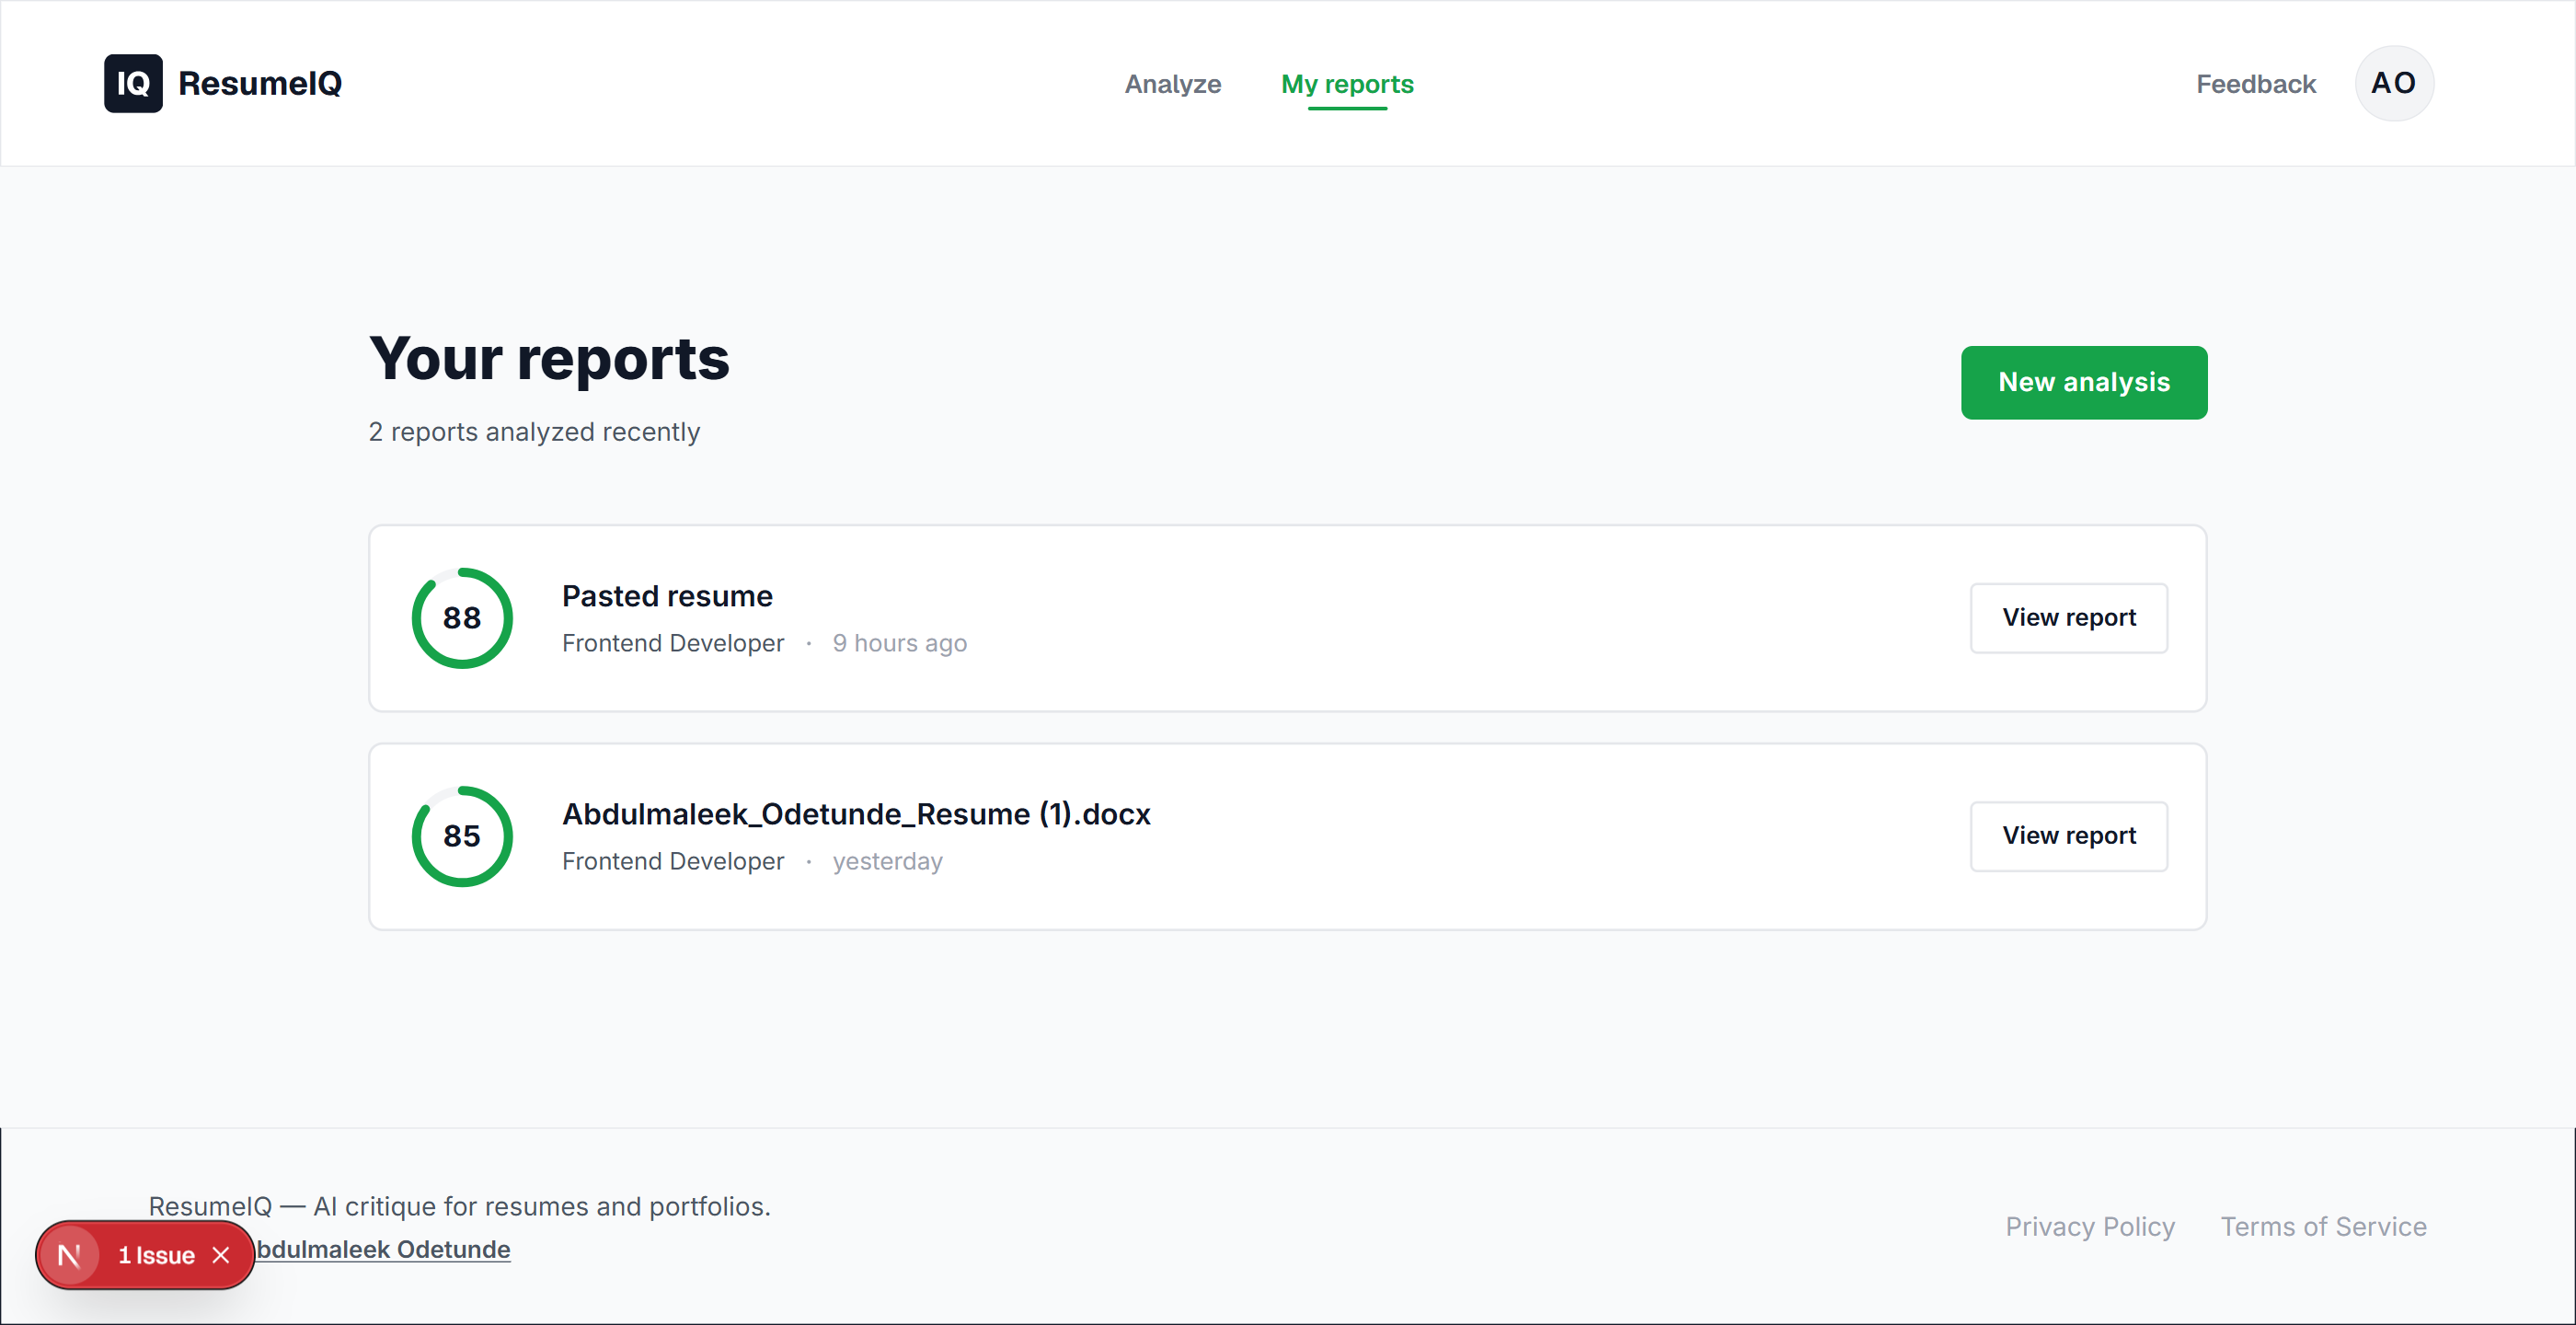 IQ ResumeIQ
Analyze My reports
Feedback AO
Your reports
2 reports analyzed recently
New analysis
88
Pasted resume
Frontend Developer · 9 hours ago
View report
85
Abdulmaleek_Odetunde_Resume (1).docx
Frontend Developer · yesterday
View report
ResumeIQ — AI critique for resumes and portfolios.
bdulmaleek Odetunde
N 1 Issue
Privacy Policy Terms of Service